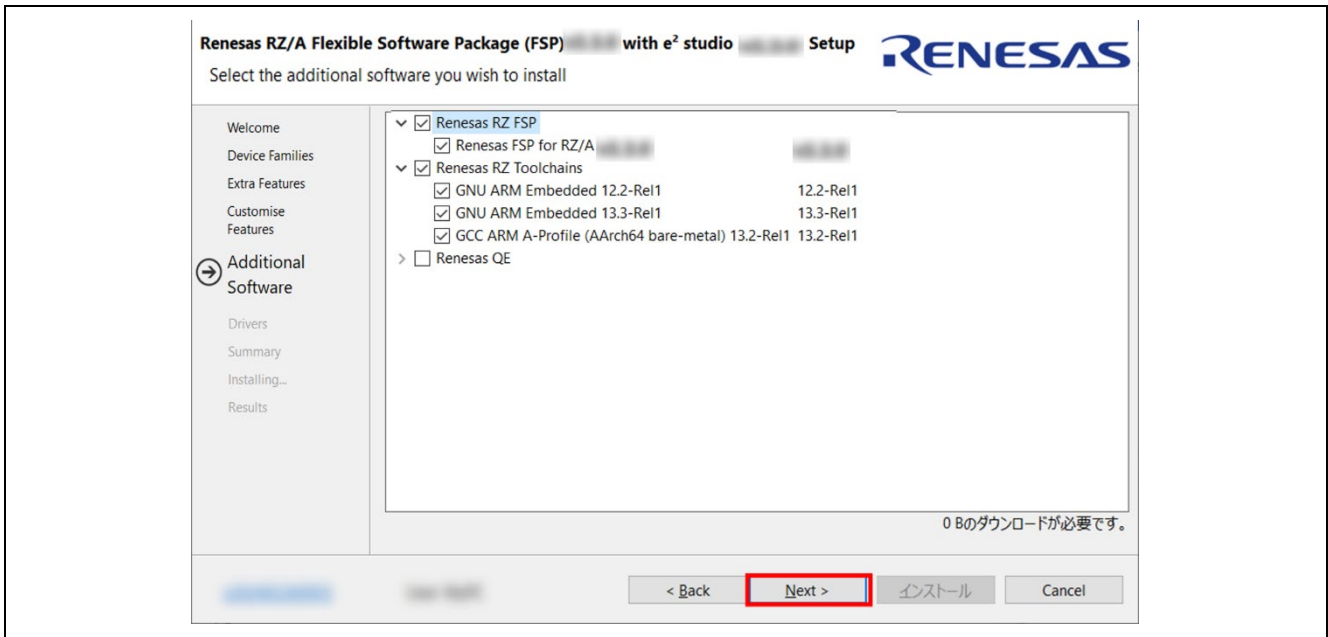 Renesas RZ/A Flexible Software Package (FSP) with e² studio Setup
RENESAS
Select the additional software you wish to install
Welcome
Device Families
Extra Features
Customise
Features
Additional
Software
Drivers
Summary
Installing...
Results
Renesas RZ FSP
Renesas FSP for RZ/A
Renesas RZ Toolchains
GNU ARM Embedded 12.2-Rel1 12.2-Rel1
GNU ARM Embedded 13.3-Rel1 13.3-Rel1
GCC ARM A-Profile (AArch64 bare-metal) 13.2-Rel1 13.2-Rel1
Renesas QE
0 Bのダウンロードが必要です。
< Back
Next >
インストール
Cancel